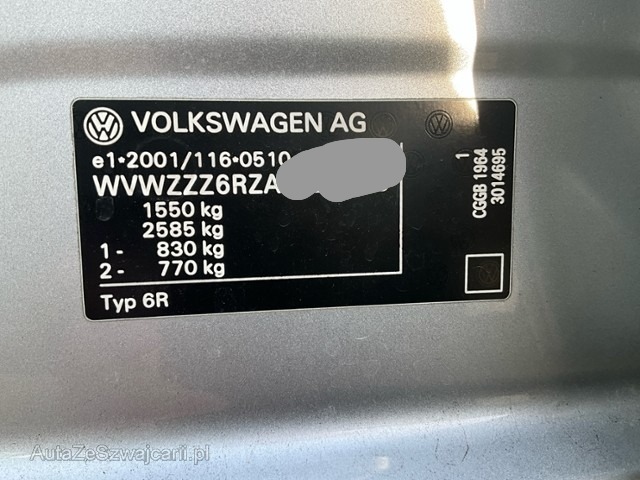 VOLKSWAGEN AG
e1*2001/116*0510
WVWZZZ6RZA
1550 kg
2585 kg
1- 830 kg
2- 770 kg
Typ 6R
1
CGGB 1964
3014695
AutaZeSzwajcarii.pl